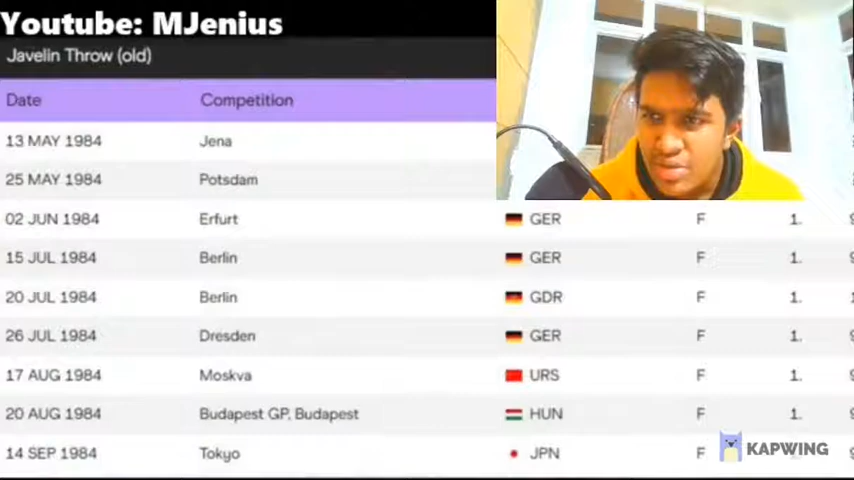 Youtube: MJenius
Javelin Throw (old)
Date Competition
13 MAY 1984 Jena
25 MAY 1984 Potsdam
02 JUN 1984 Erfurt GER F 1.
15 JUL 1984 Berlin GER F 1.
20 JUL 1984 Berlin GDR F 1.
26 JUL 1984 Dresden GER F 1.
17 AUG 1984 Moskva URS F 1.
20 AUG 1984 Budapest GP, Budapest HUN F 1.
14 SEP 1984 Tokyo JPN F
KAPWING